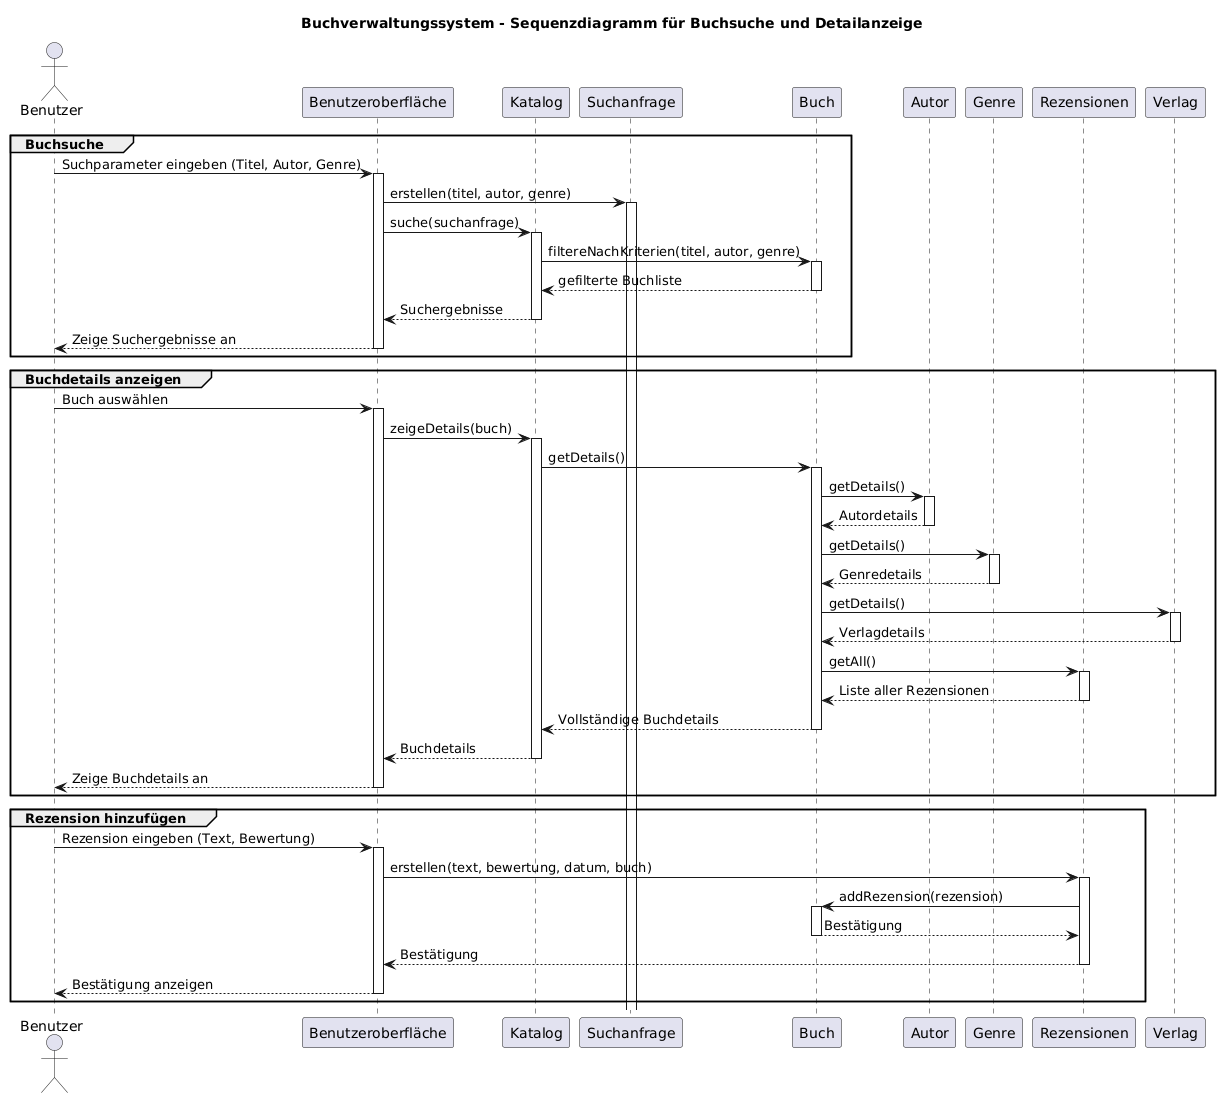 Buchverwaltungssystem - Sequenzdiagramm für Buchsuche und Detailanzeige
Benutzer
Benutzeroberfläche
Katalog
Suchanfrage
Buch
Autor
Genre
Rezensionen
Verlag
Buchsuche
Suchparameter eingeben (Titel, Autor, Genre)
erstellen(titel, autor, genre)
suche(suchanfrage)
filtereNachKriterien(titel, autor, genre)
gefilterte Buchliste
Suchergebnisse
Zeige Suchergebnisse an
Buchdetails anzeigen
Buch auswählen
zeigeDetails(buch)
getDetails()
getDetails()
Autordetails
getDetails()
Genredetails
getDetails()
Verlagdetails
getAll()
Liste aller Rezensionen
Vollständige Buchdetails
Buchdetails
Zeige Buchdetails an
Rezension hinzufügen
Rezension eingeben (Text, Bewertung)
erstellen(text, bewertung, datum, buch)
addRezension(rezension)
Bestätigung
Bestätigung
Bestätigung anzeigen
Benutzer
Benutzeroberfläche
Katalog
Suchanfrage
Buch
Autor
Genre
Rezensionen
Verlag